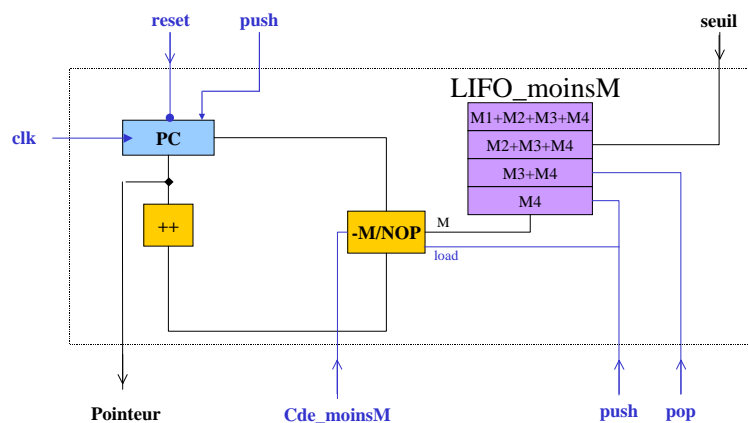 reset
push
seuil
LIFO_moinsM
M1+M2+M3+M4
clk
PC
M2+M3+M4
M3+M4
M4
++
-M/NOP
M
load
Pointeur
Cde_moinsM
push
pop